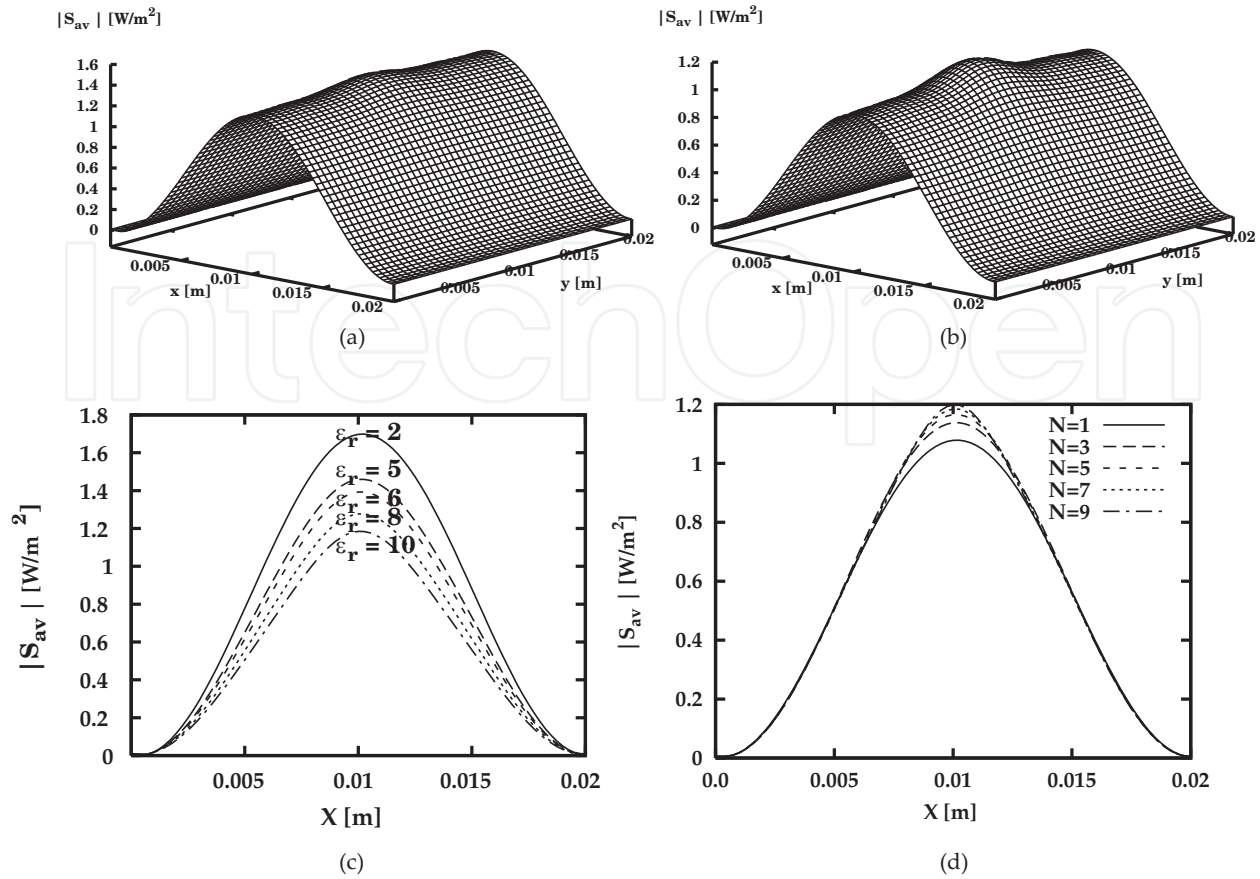 |S_av| [W/m²]
1.6
1.4
1.2
1
0.8
0.6
0.4
0.2
0
0.005
0.01
0.015
0.02
x [m]
0.005
0.01
0.015
0.02
y [m]
(a)
|S_av| [W/m²]
1.2
1
0.8
0.6
0.4
0.2
0
0.005
0.01
0.015
0.02
x [m]
0.005
0.01
0.015
0.02
y [m]
(b)
IntechOpen
|S_av| [W/m²]
1.8
1.6
1.4
1.2
1
0.8
0.6
0.4
0.2
0
ε_r = 2
ε_r = 5
ε_r = 6
ε_r = 8
ε_r = 10
0.005
0.01
0.015
0.02
X [m]
(c)
|S_av| [W/m²]
1.2
1
0.8
0.6
0.4
0.2
0
N=1
N=3
N=5
N=7
N=9
0.0
0.005
0.01
0.015
0.02
X [m]
(d)